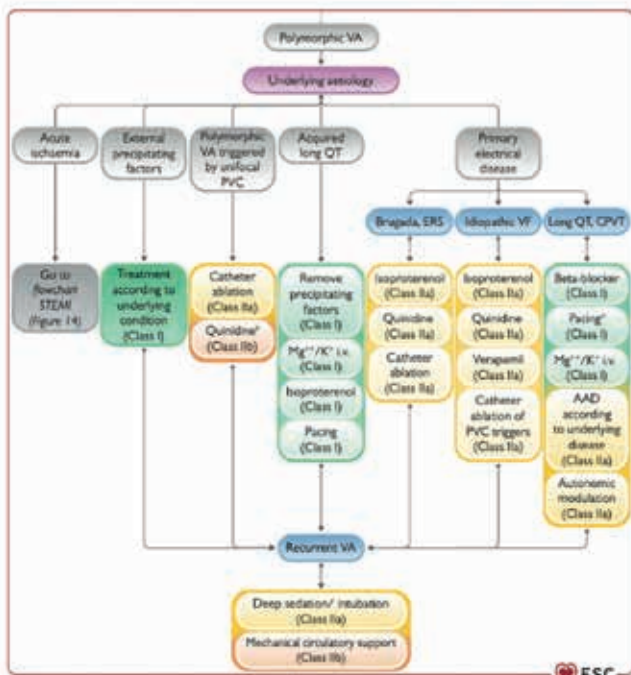 Polymorphic VA
Underlying aetiology
Acute
ischaemia
External
precipitating
factors
Polymorphic
VA triggered
by unifocal
PVC
Acquired
long QT
Primary
electrical
disease
Brugada, ERS
Idiopathic VF
Long QT, CPVT
Go to
flowchart
STEMI
(Figure 14)
Treatment
according to
underlying
condition
(Class I)
Catheter
ablation
(Class IIa)
Quinidine
(Class IIb)
Remove
precipitating
factors
(Class I)
Mg++/K+ i.v.
(Class I)
Isoproterenol
(Class I)
Pacing
(Class I)
Isoproterenol
(Class IIa)
Quinidine
(Class IIa)
Catheter
ablation
(Class IIa)
Isoproterenol
(Class IIa)
Quinidine
(Class IIa)
Verapamil
(Class IIa)
Catheter
ablation of
PVC triggers
(Class IIa)
Beta-blocker
(Class I)
Pacing
(Class I)
Mg++/K+ i.v.
(Class I)
AAD
according to
underlying
disease
(Class IIa)
Autonomic
modulation
(Class IIa)
Recurrent VA
Deep sedation/ intubation
(Class IIa)
Mechanical circulatory support
(Class IIb)
ESC